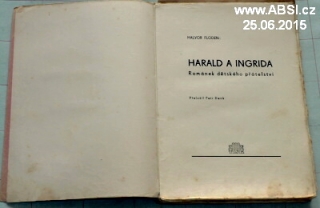 www.ABSI.cz
25.06.2015
HALVOR FLODEN
HARALD A INGRIDA
Románek dětského přátelství